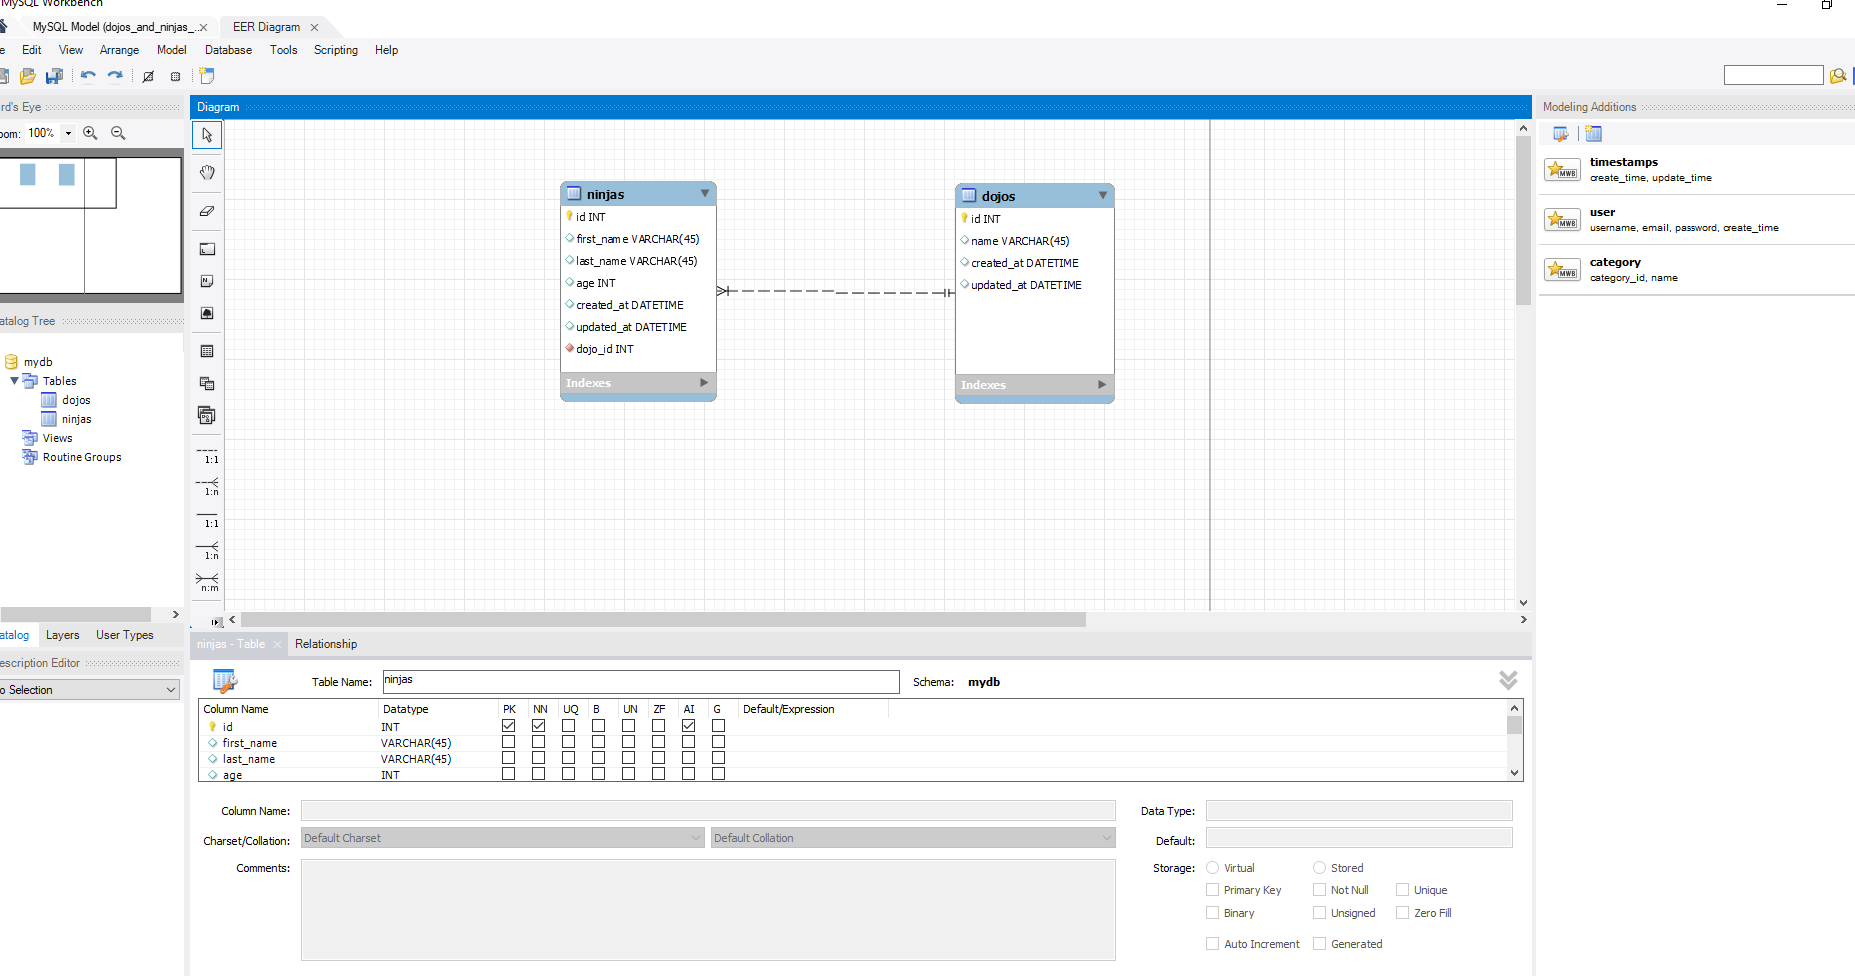 MySQL Workbench
MySQL Model (dojos_and_ninjas_... ×
EER Diagram ×
e Edit View Arrange Model Database Tools Scripting Help
rd's Eye
oom: 100%
Diagram
Modeling Additions
timestamps
create_time, update_time
user
username, email, password, create_time
category
category_id, name
MWB
MWB
MWB
ninjas
id INT
first_name VARCHAR(45)
last_name VARCHAR(45)
age INT
created_at DATETIME
updated_at DATETIME
dojo_id INT
Indexes
dojos
id INT
name VARCHAR(45)
created_at DATETIME
updated_at DATETIME
Indexes
atalog Tree
mydb
Tables
dojos
ninjas
Views
Routine Groups
1:1
1:n
1:1
1:n
n:m
atalog Layers User Types
escription Editor
o Selection
ninjas - Table × Relationship
Table Name: ninjas Schema: mydb
Column Name Datatype PK NN UQ B UN ZF AI G Default/Expression
id INT
first_name VARCHAR(45)
last_name VARCHAR(45)
age INT
Column Name: Data Type:
Charset/Collation: Default Charset Default Collation Default:
Comments: Storage: Virtual Stored
Primary Key Not Null Unique
Binary Unsigned Zero Fill
Auto Increment Generated